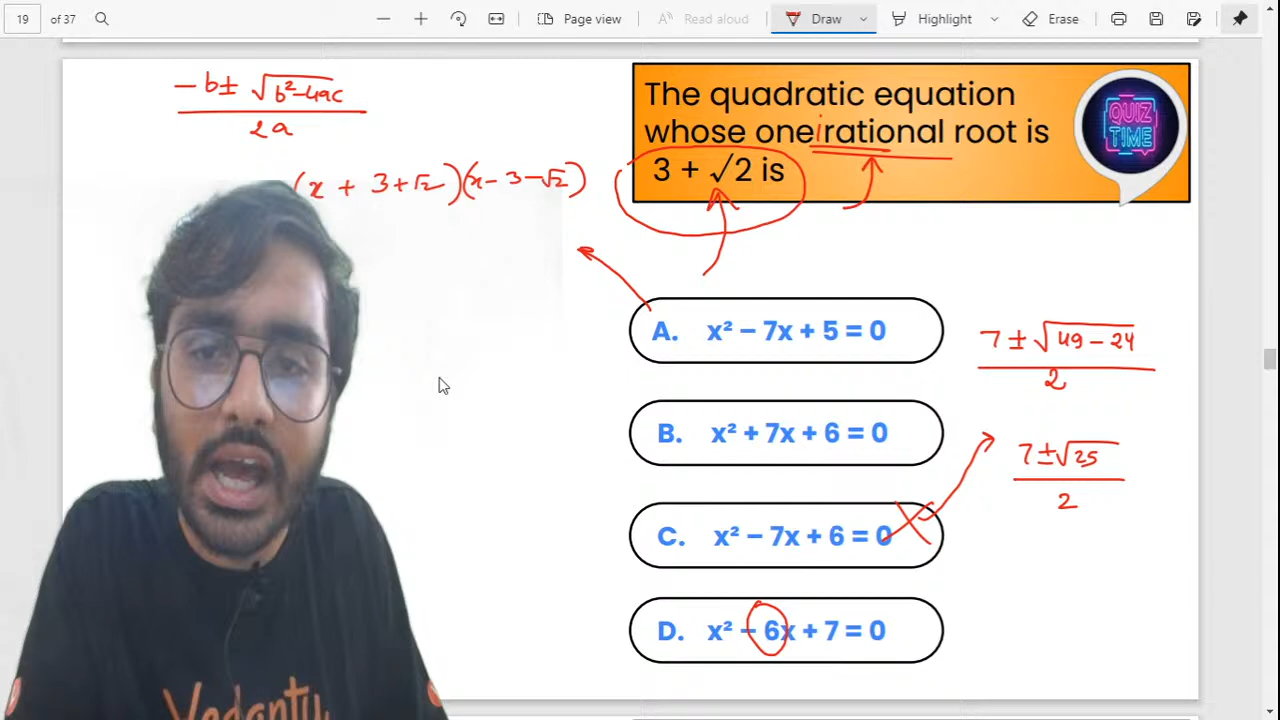 19 of 37 Page view Read aloud Draw Highlight Erase
−b± √b²−4ac
2a
The quadratic equation
whose one irrational root is
3 + √2 is
QUIZ
TIME
(x + 3+√2)(x−3−√2)
A. x² − 7x + 5 = 0
7 ± √49−24
2
B. x² + 7x + 6 = 0
7±√25
2
C. x² − 7x + 6 = 0
D. x² − 6x + 7 = 0
Vedantu